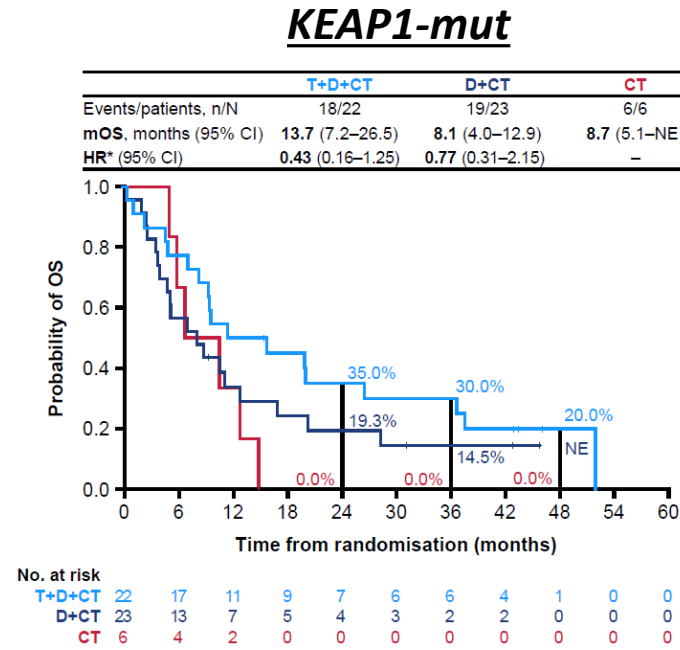 KEAP1-mut
T+D+CT D+CT CT
Events/patients, n/N 18/22 19/23 6/6
mOS, months (95% CI) 13.7 (7.2–26.5) 8.1 (4.0–12.9) 8.7 (5.1–NE
HR* (95% CI) 0.43 (0.16–1.25) 0.77 (0.31–2.15) –
1.0
0.8
0.6
0.4
0.2
0.0
Probability of OS
35.0%
30.0%
20.0%
19.3%
14.5%
NE
0.0%
0.0%
0.0%
0 6 12 18 24 30 36 42 48 54 60
Time from randomisation (months)
No. at risk
T+D+CT 22 17 11 9 7 6 6 4 1 0 0
D+CT 23 13 7 5 4 3 2 2 0 0 0
CT 6 4 2 0 0 0 0 0 0 0 0